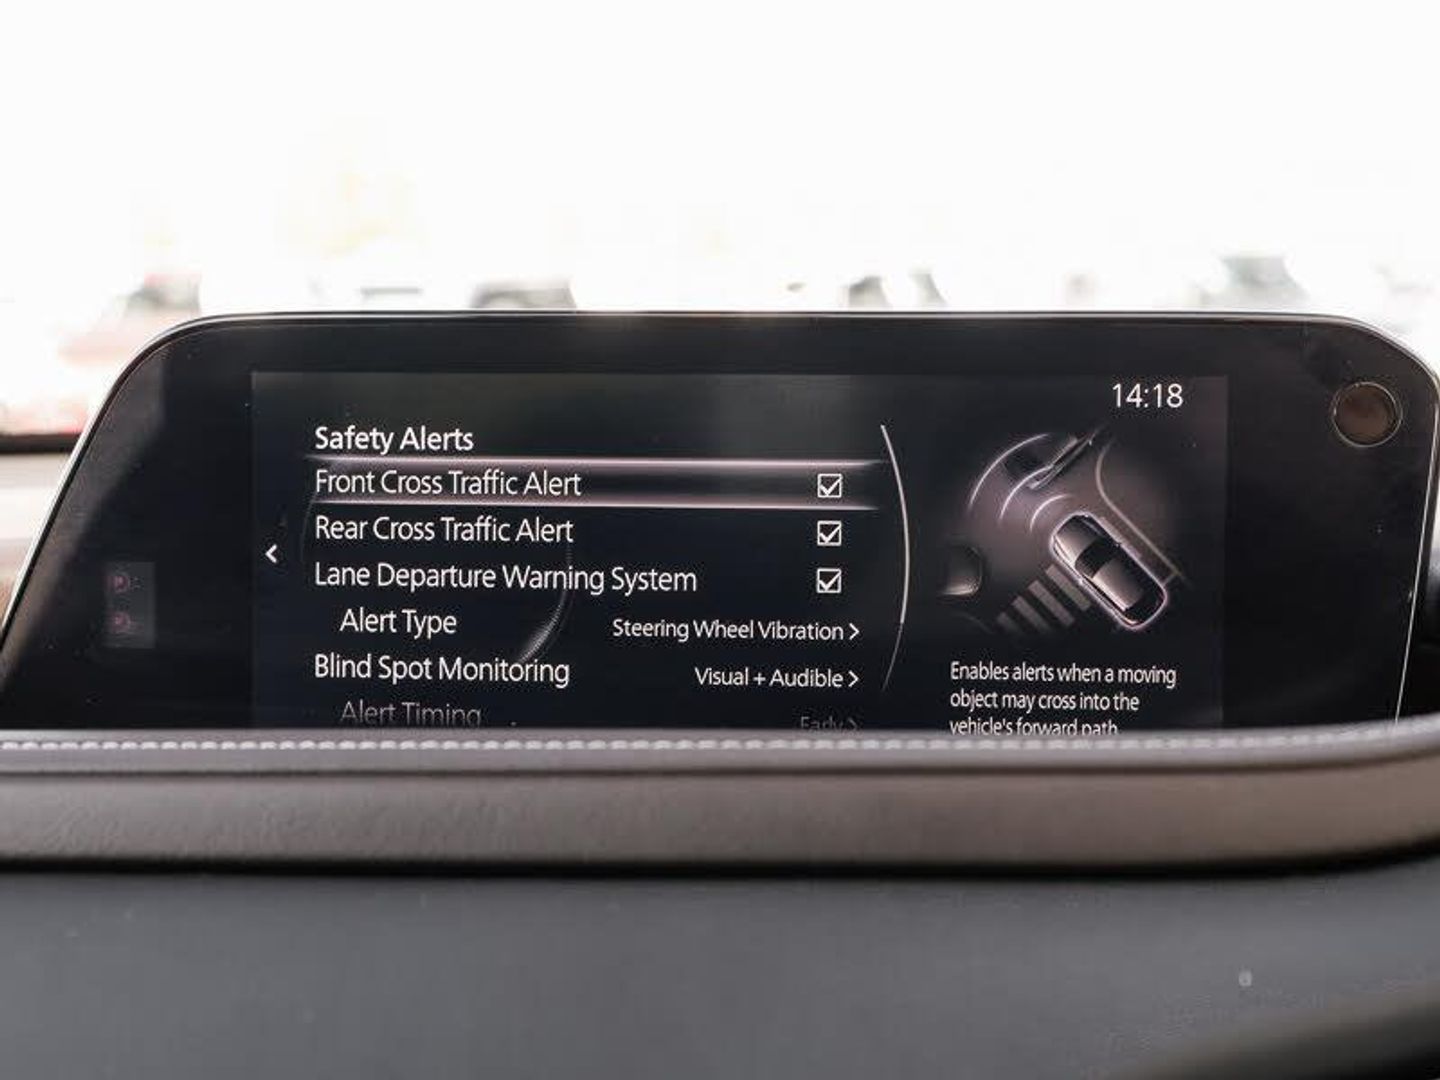 14:18
Safety Alerts
Front Cross Traffic Alert
Rear Cross Traffic Alert
Lane Departure Warning System
Alert Type Steering Wheel Vibration >
Blind Spot Monitoring Visual + Audible >
Alert Timing Early >
Enables alerts when a moving
object may cross into the
vehicle's forward path